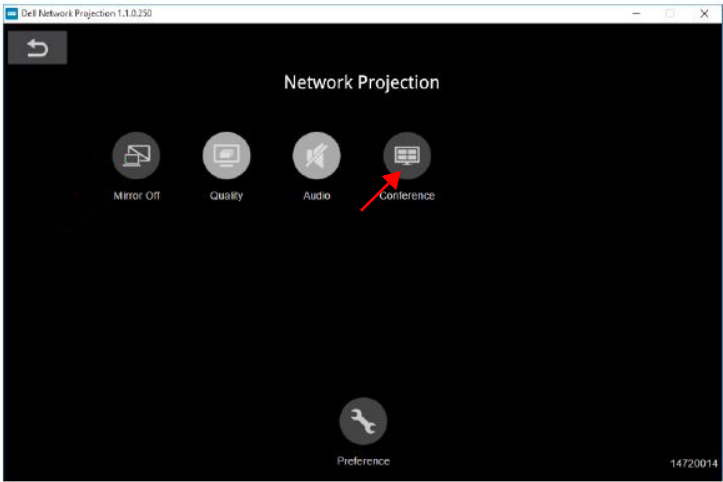 Dell Network Projection 1.1.0.250
Network Projection
Mirror Off
Quality
Audio
Conference
Preference
14720014